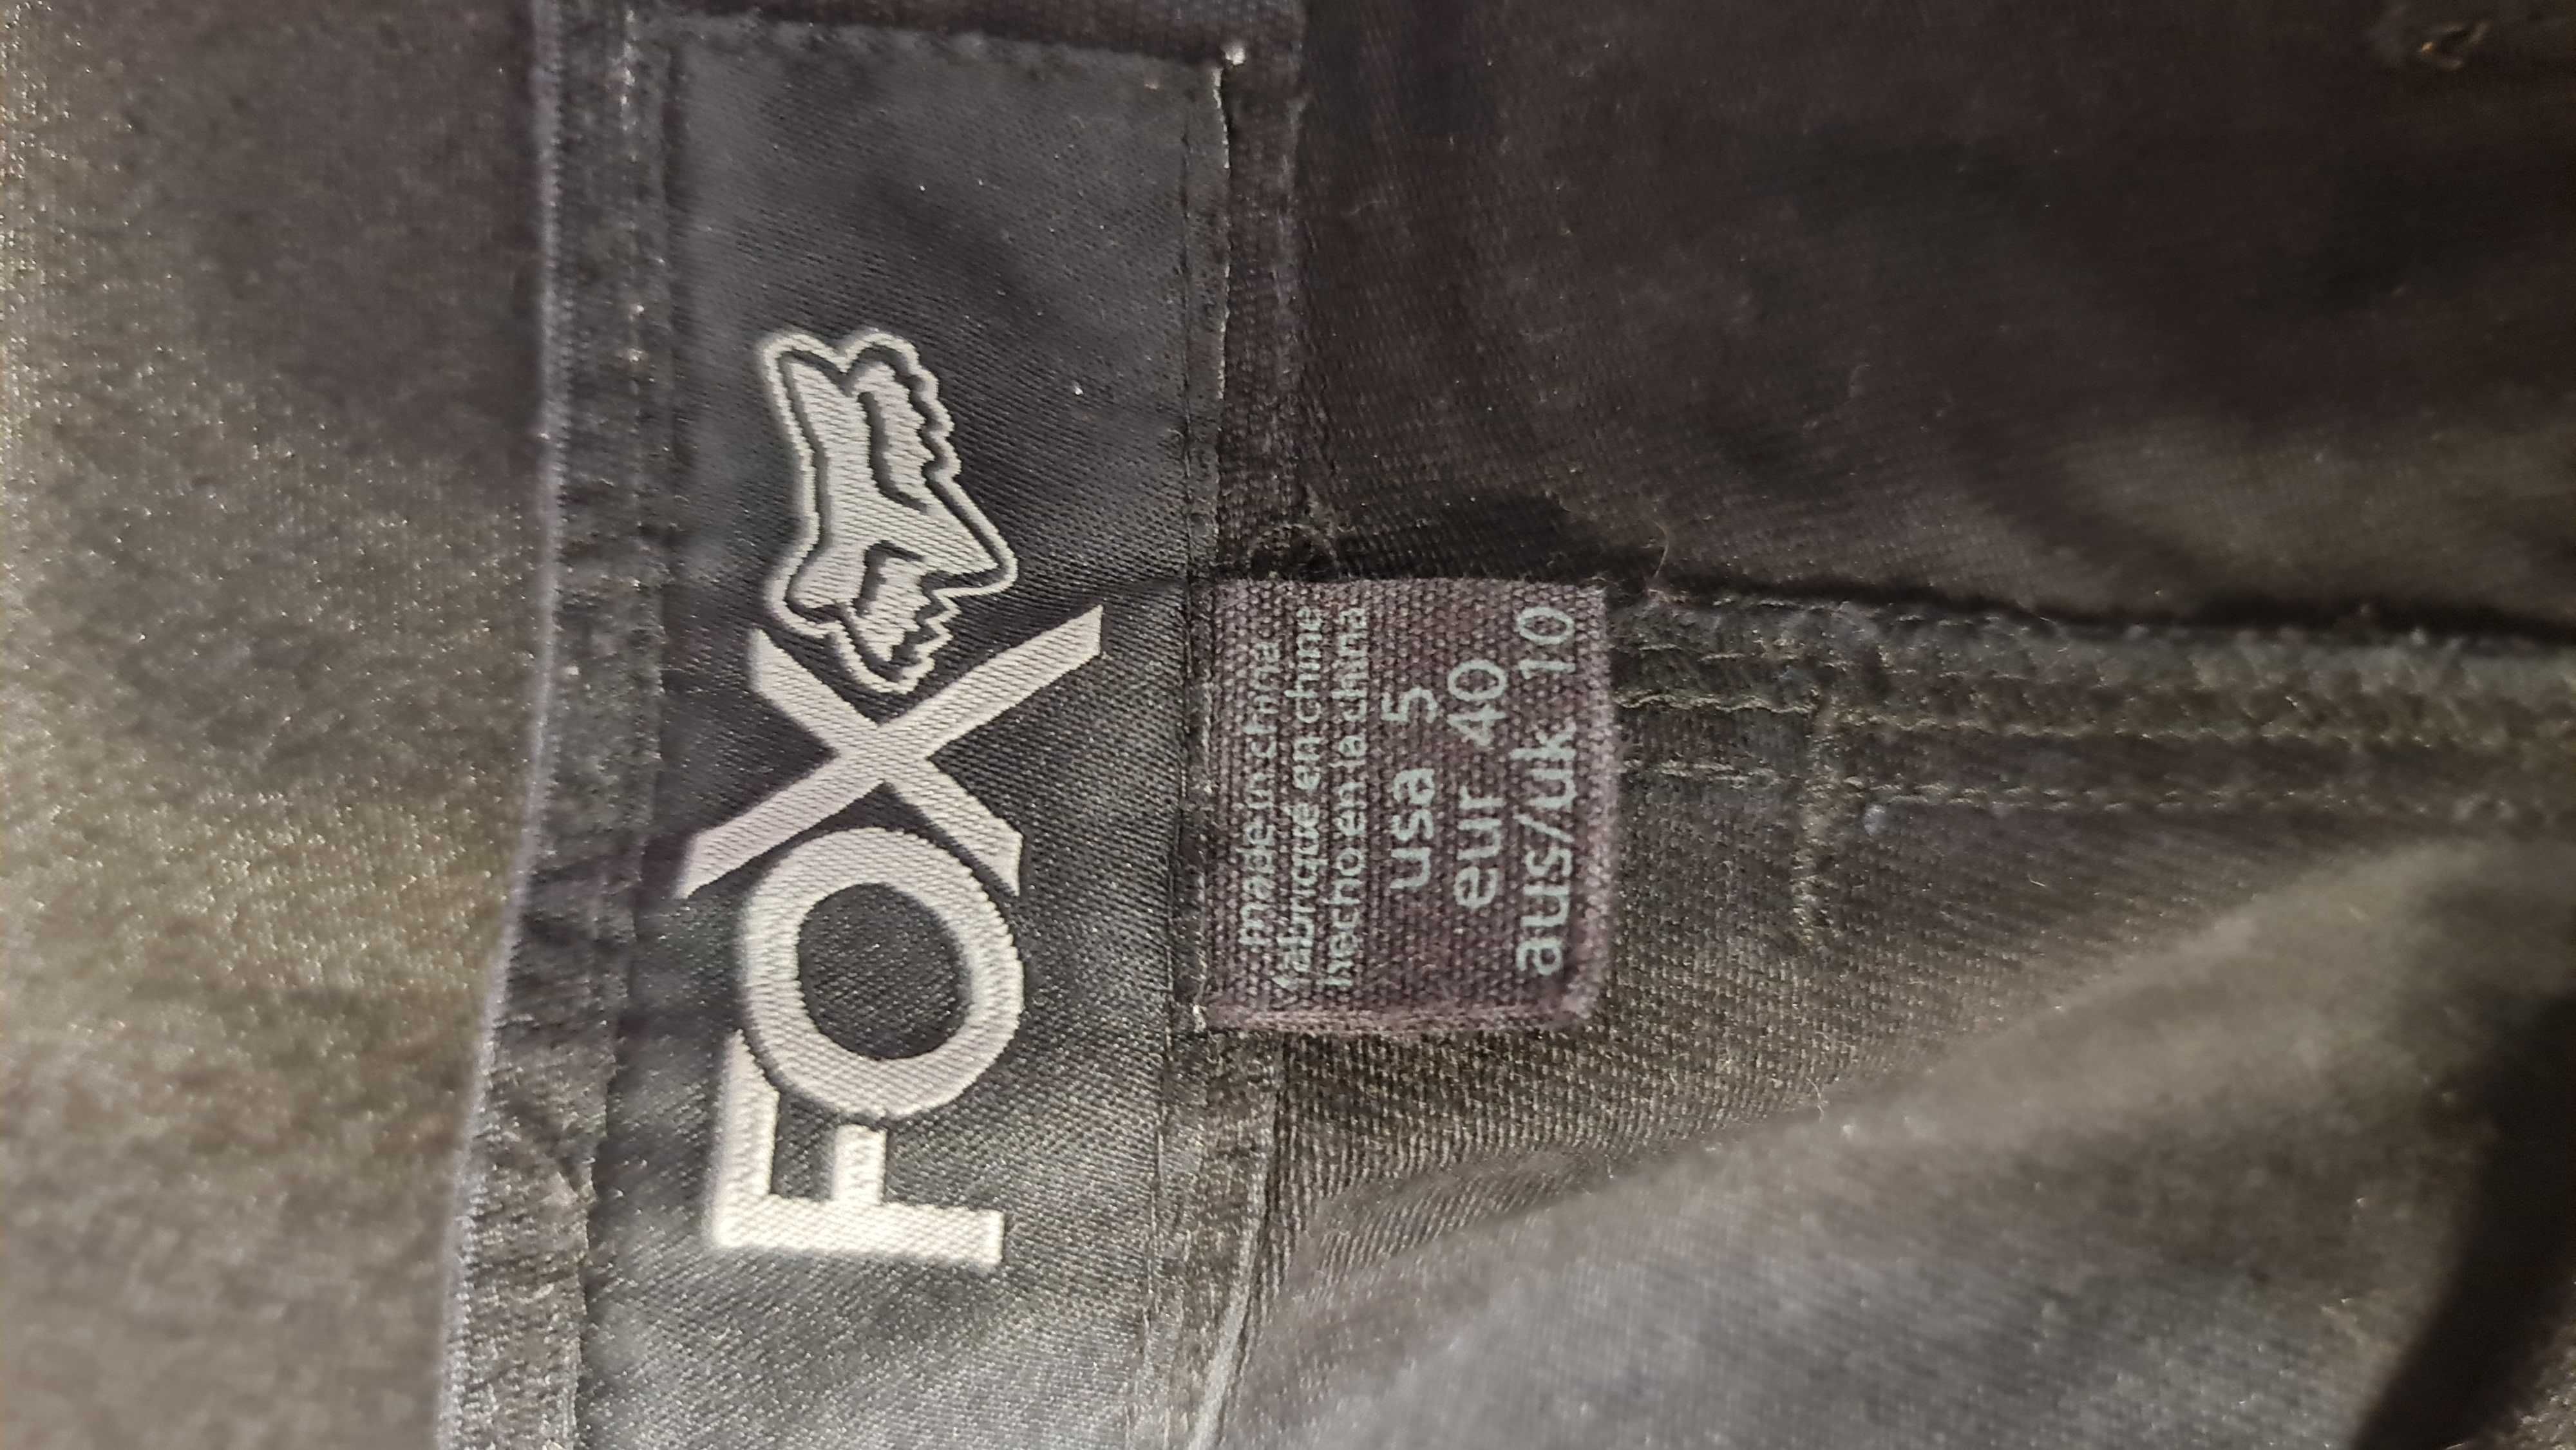 FOX
made in china
fabriqué en chine
hecho en la china
usa 5
eur 40
aus/uk 10